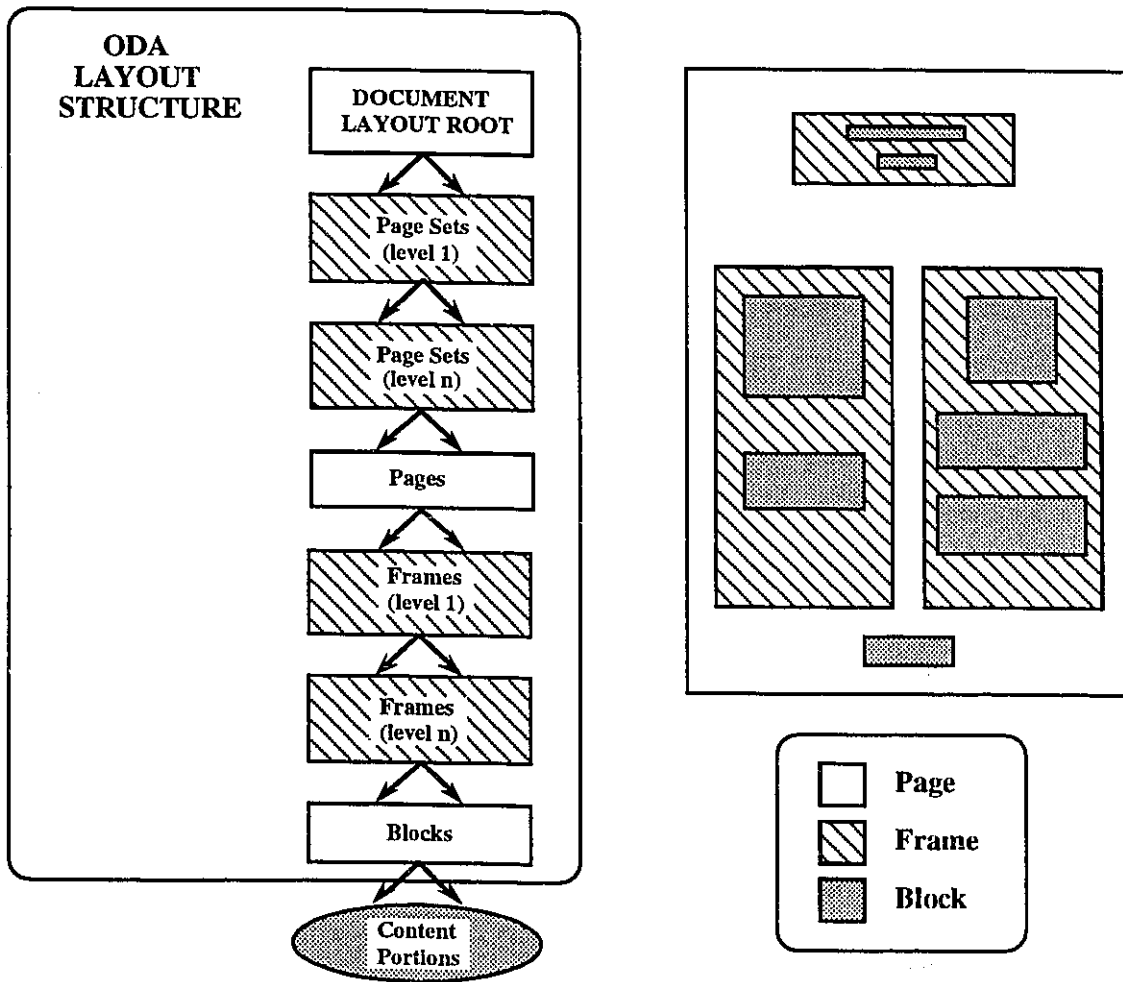 ODA
LAYOUT
STRUCTURE
DOCUMENT
LAYOUT ROOT
Page Sets
(level 1)
Page Sets
(level n)
Pages
Frames
(level 1)
Frames
(level n)
Blocks
Content
Portions
Page
Frame
Block